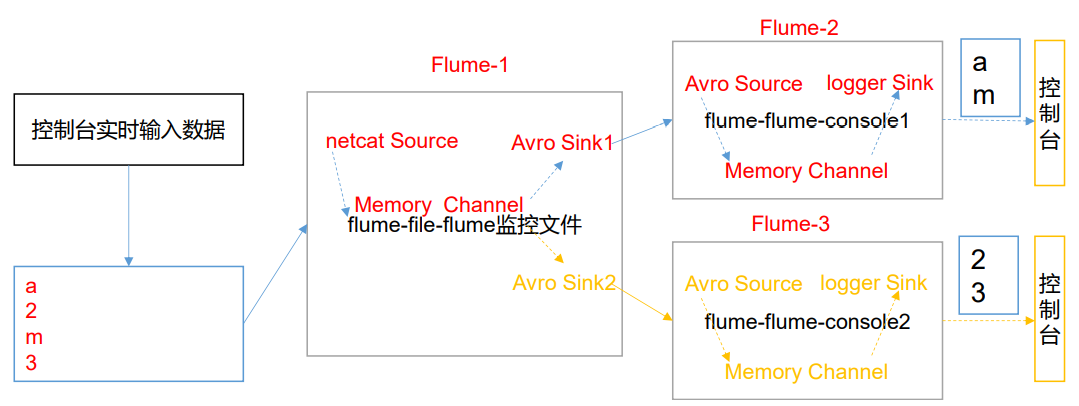 控制台实时输入数据
a
2
m
3
Flume-1
netcat Source
Avro Sink1
Memory Channel
flume-file-flume监控文件
Avro Sink2
Flume-2
Avro Source
logger Sink
flume-flume-console1
Memory Channel
a
m
控制台
Flume-3
Avro Source
logger Sink
flume-flume-console2
Memory Channel
2
3
控制台